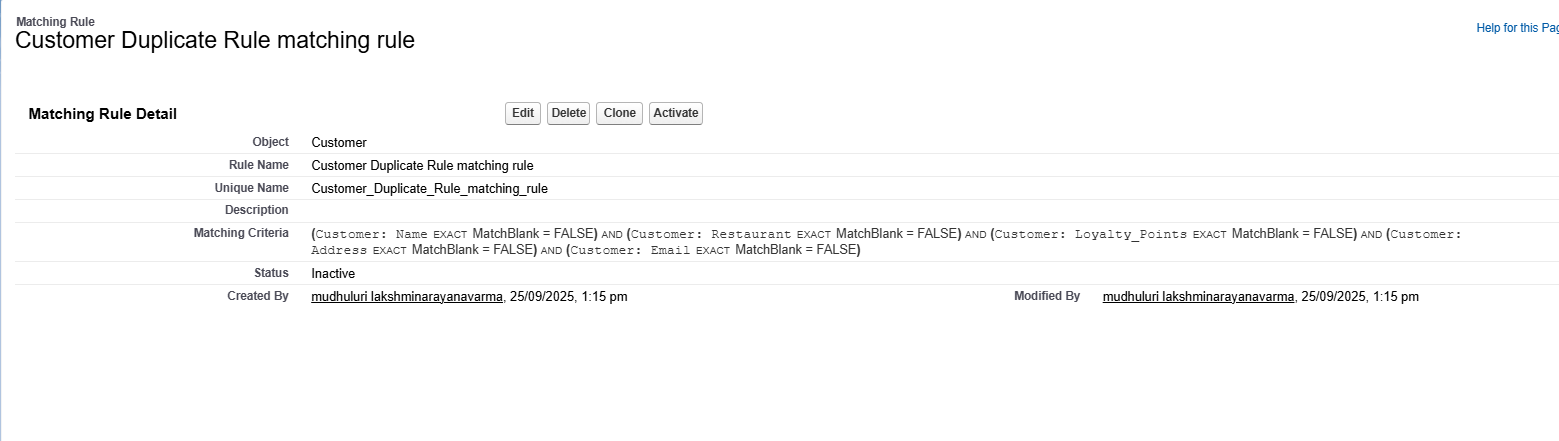 Matching Rule
Customer Duplicate Rule matching rule
Help for this Pag
Matching Rule Detail
Edit Delete Clone Activate
Object Customer
Rule Name Customer Duplicate Rule matching rule
Unique Name Customer_Duplicate_Rule_matching_rule
Description
Matching Criteria (Customer: Name EXACT MatchBlank = FALSE) AND (Customer: Restaurant EXACT MatchBlank = FALSE) AND (Customer: Loyalty_Points EXACT MatchBlank = FALSE) AND (Customer:
Address EXACT MatchBlank = FALSE) AND (Customer: Email EXACT MatchBlank = FALSE)
Status Inactive
Created By mudhuluri lakshminarayanavarma, 25/09/2025, 1:15 pm Modified By mudhuluri lakshminarayanavarma, 25/09/2025, 1:15 pm